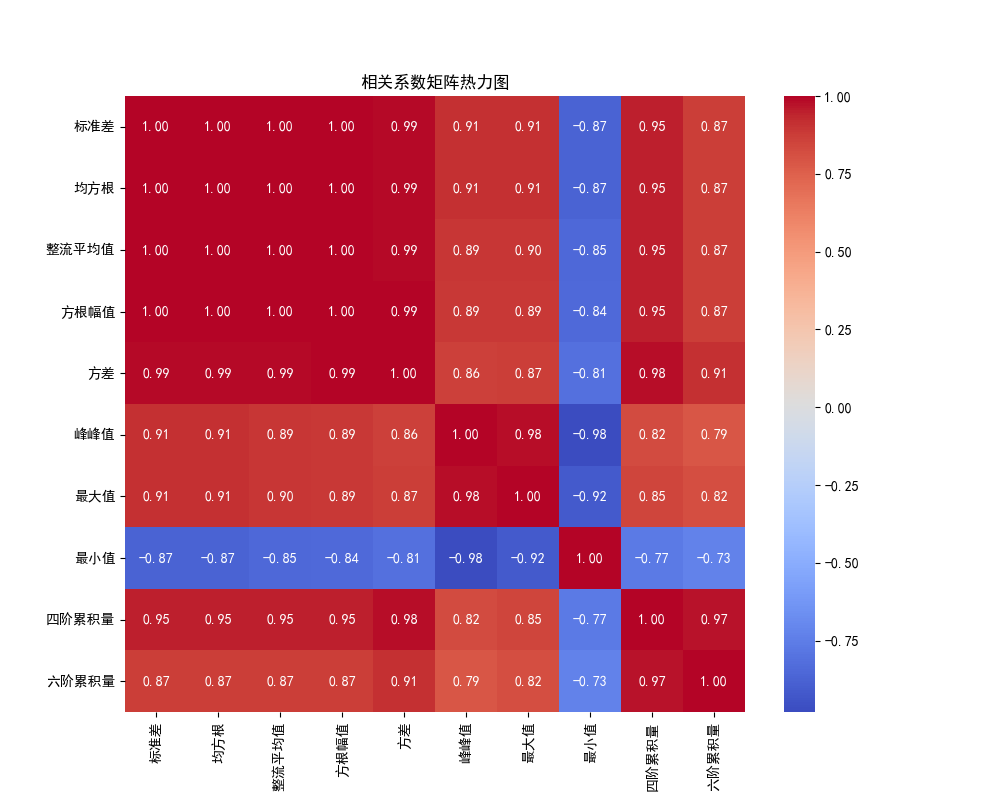 相关系数矩阵热力图
标准差 1.00 1.00 1.00 1.00 0.99 0.91 0.91 -0.87 0.95 0.87
均方根 1.00 1.00 1.00 1.00 0.99 0.91 0.91 -0.87 0.95 0.87
整流平均值 1.00 1.00 1.00 1.00 0.99 0.89 0.90 -0.85 0.95 0.87
方根幅值 1.00 1.00 1.00 1.00 0.99 0.89 0.89 -0.84 0.95 0.87
方差 0.99 0.99 0.99 0.99 1.00 0.86 0.87 -0.81 0.98 0.91
峰峰值 0.91 0.91 0.89 0.89 0.86 1.00 0.98 -0.98 0.82 0.79
最大值 0.91 0.91 0.90 0.89 0.87 0.98 1.00 -0.92 0.85 0.82
最小值 -0.87 -0.87 -0.85 -0.84 -0.81 -0.98 -0.92 1.00 -0.77 -0.73
四阶累积量 0.95 0.95 0.95 0.95 0.98 0.82 0.85 -0.77 1.00 0.97
六阶累积量 0.87 0.87 0.87 0.87 0.91 0.79 0.82 -0.73 0.97 1.00
标准差 均方根 整流平均值 方根幅值 方差 峰峰值 最大值 最小值 四阶累积量 六阶累积量
1.00
0.75
0.50
0.25
0.00
-0.25
-0.50
-0.75